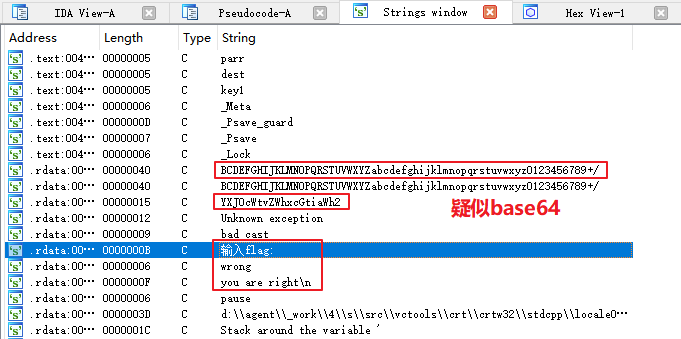 IDA View-A Pseudocode-A Strings window Hex View-1
Address Length Type String
.text:004… 00000005 C parr
.text:004… 00000005 C dest
.text:004… 00000005 C key1
.text:004… 00000006 C _Meta
.text:004… 0000000D C _Psave_guard
.text:004… 00000007 C _Psave
.text:004… 00000006 C _Lock
.rdata:00… 00000040 C BCDEFGHIJKLMNOPQRSTUVWXYZabcdefghijklmnopqrstuvwxyz0123456789+/
.rdata:00… 00000040 C BCDEFGHIJKLMNOPQRSTUVWXYZabcdefghijklmnopqrstuvwxyz0123456789+/
.rdata:00… 00000015 C YXJOcWtvZWhxcGtiaWh2
疑似base64
.rdata:00… 00000012 C Unknown exception
.rdata:00… 00000009 C bad cast
.rdata:00… 0000000B C 输入flag:
.rdata:00… 00000006 C wrong
.rdata:00… 0000000F C you are right\n
.rdata:00… 00000006 C pause
.rdata:00… 0000003D C d:\\agent\\_work\\4\\s\\src\\vctools\\crt\\crtw32\\stdcpp\\locale0…
.rdata:00… 0000001C C Stack around the variable '